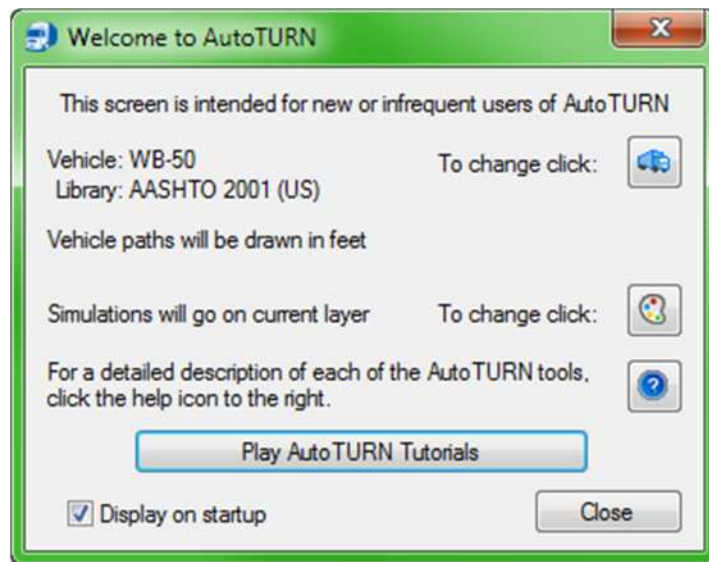 Welcome to AutoTURN
This screen is intended for new or infrequent users of AutoTURN
Vehicle: WB-50
To change click:
Library: AASHTO 2001 (US)
Vehicle paths will be drawn in feet
Simulations will go on current layer
To change click:
For a detailed description of each of the AutoTURN tools,
click the help icon to the right.
Play AutoTURN Tutorials
Display on startup
Close